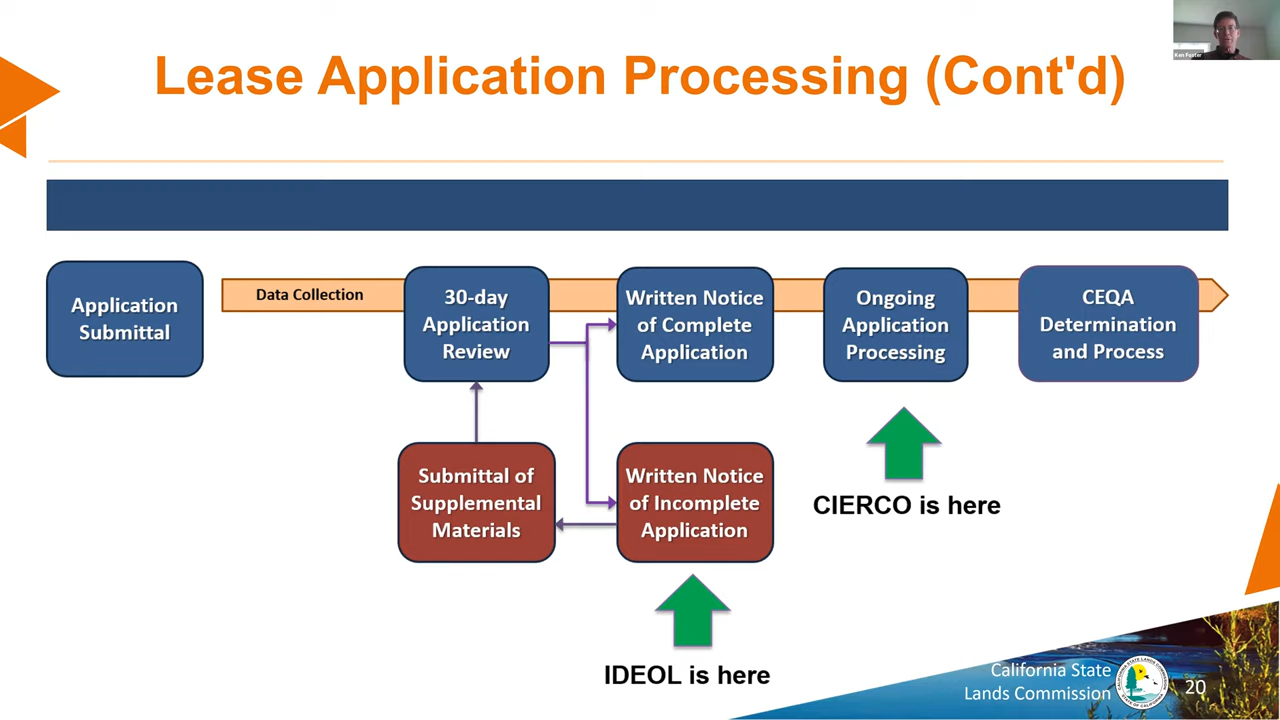 Ken Foster
Lease Application Processing (Cont'd)
Application
Submittal
Data Collection
30-day
Application
Review
Written Notice
of Complete
Application
Ongoing
Application
Processing
CEQA
Determination
and Process
Submittal of
Supplemental
Materials
Written Notice
of Incomplete
Application
CIERCO is here
IDEOL is here
California State
Lands Commission
20